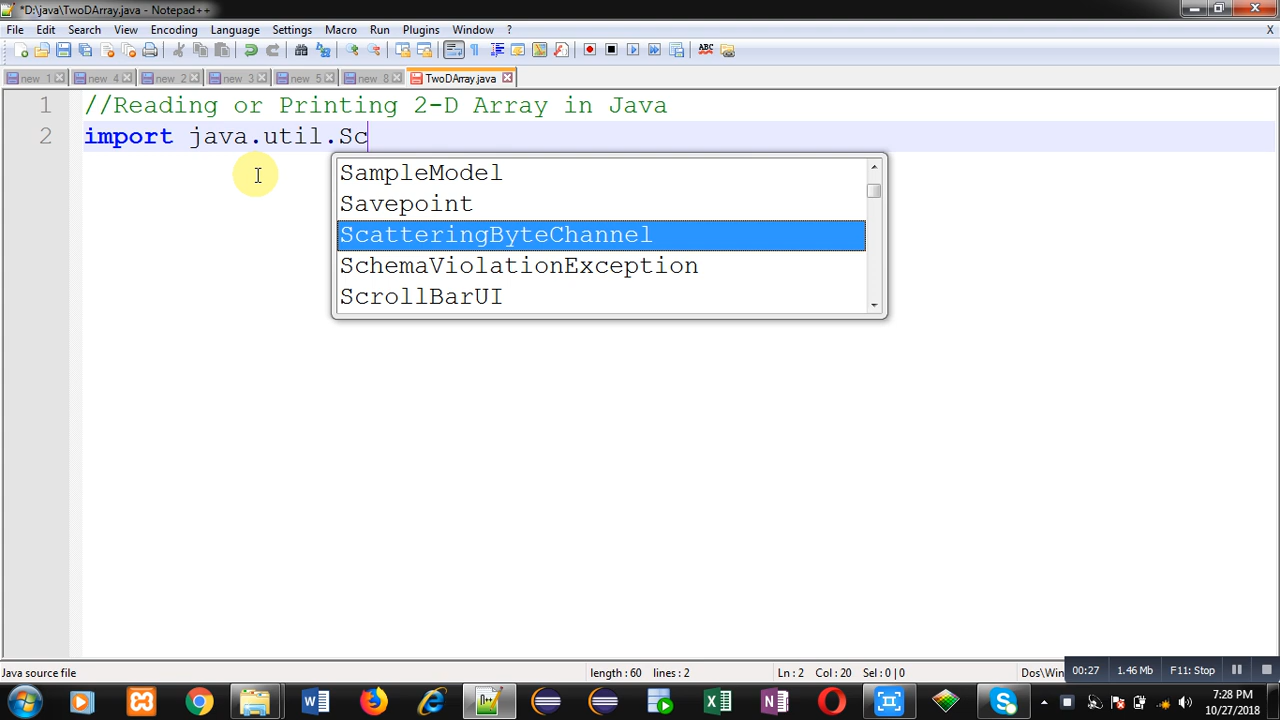 *D:\java\TwoDArray.java - Notepad++
File Edit Search View Encoding Language Settings Macro Run Plugins Window ? X
ABC
new 1 new 4 new 2 new 3 new 5 new 8 TwoDArray.java
1 //Reading or Printing 2-D Array in Java
2 import java.util.Sc
SampleModel
Savepoint
ScatteringByteChannel
SchemaViolationException
ScrollBarUI
Java source file length : 60 lines : 2 Ln : 2 Col : 20 Sel : 0 | 0 Dos\Win 00:27 1.46 Mb F11: Stop
7:28 PM
10/27/2018